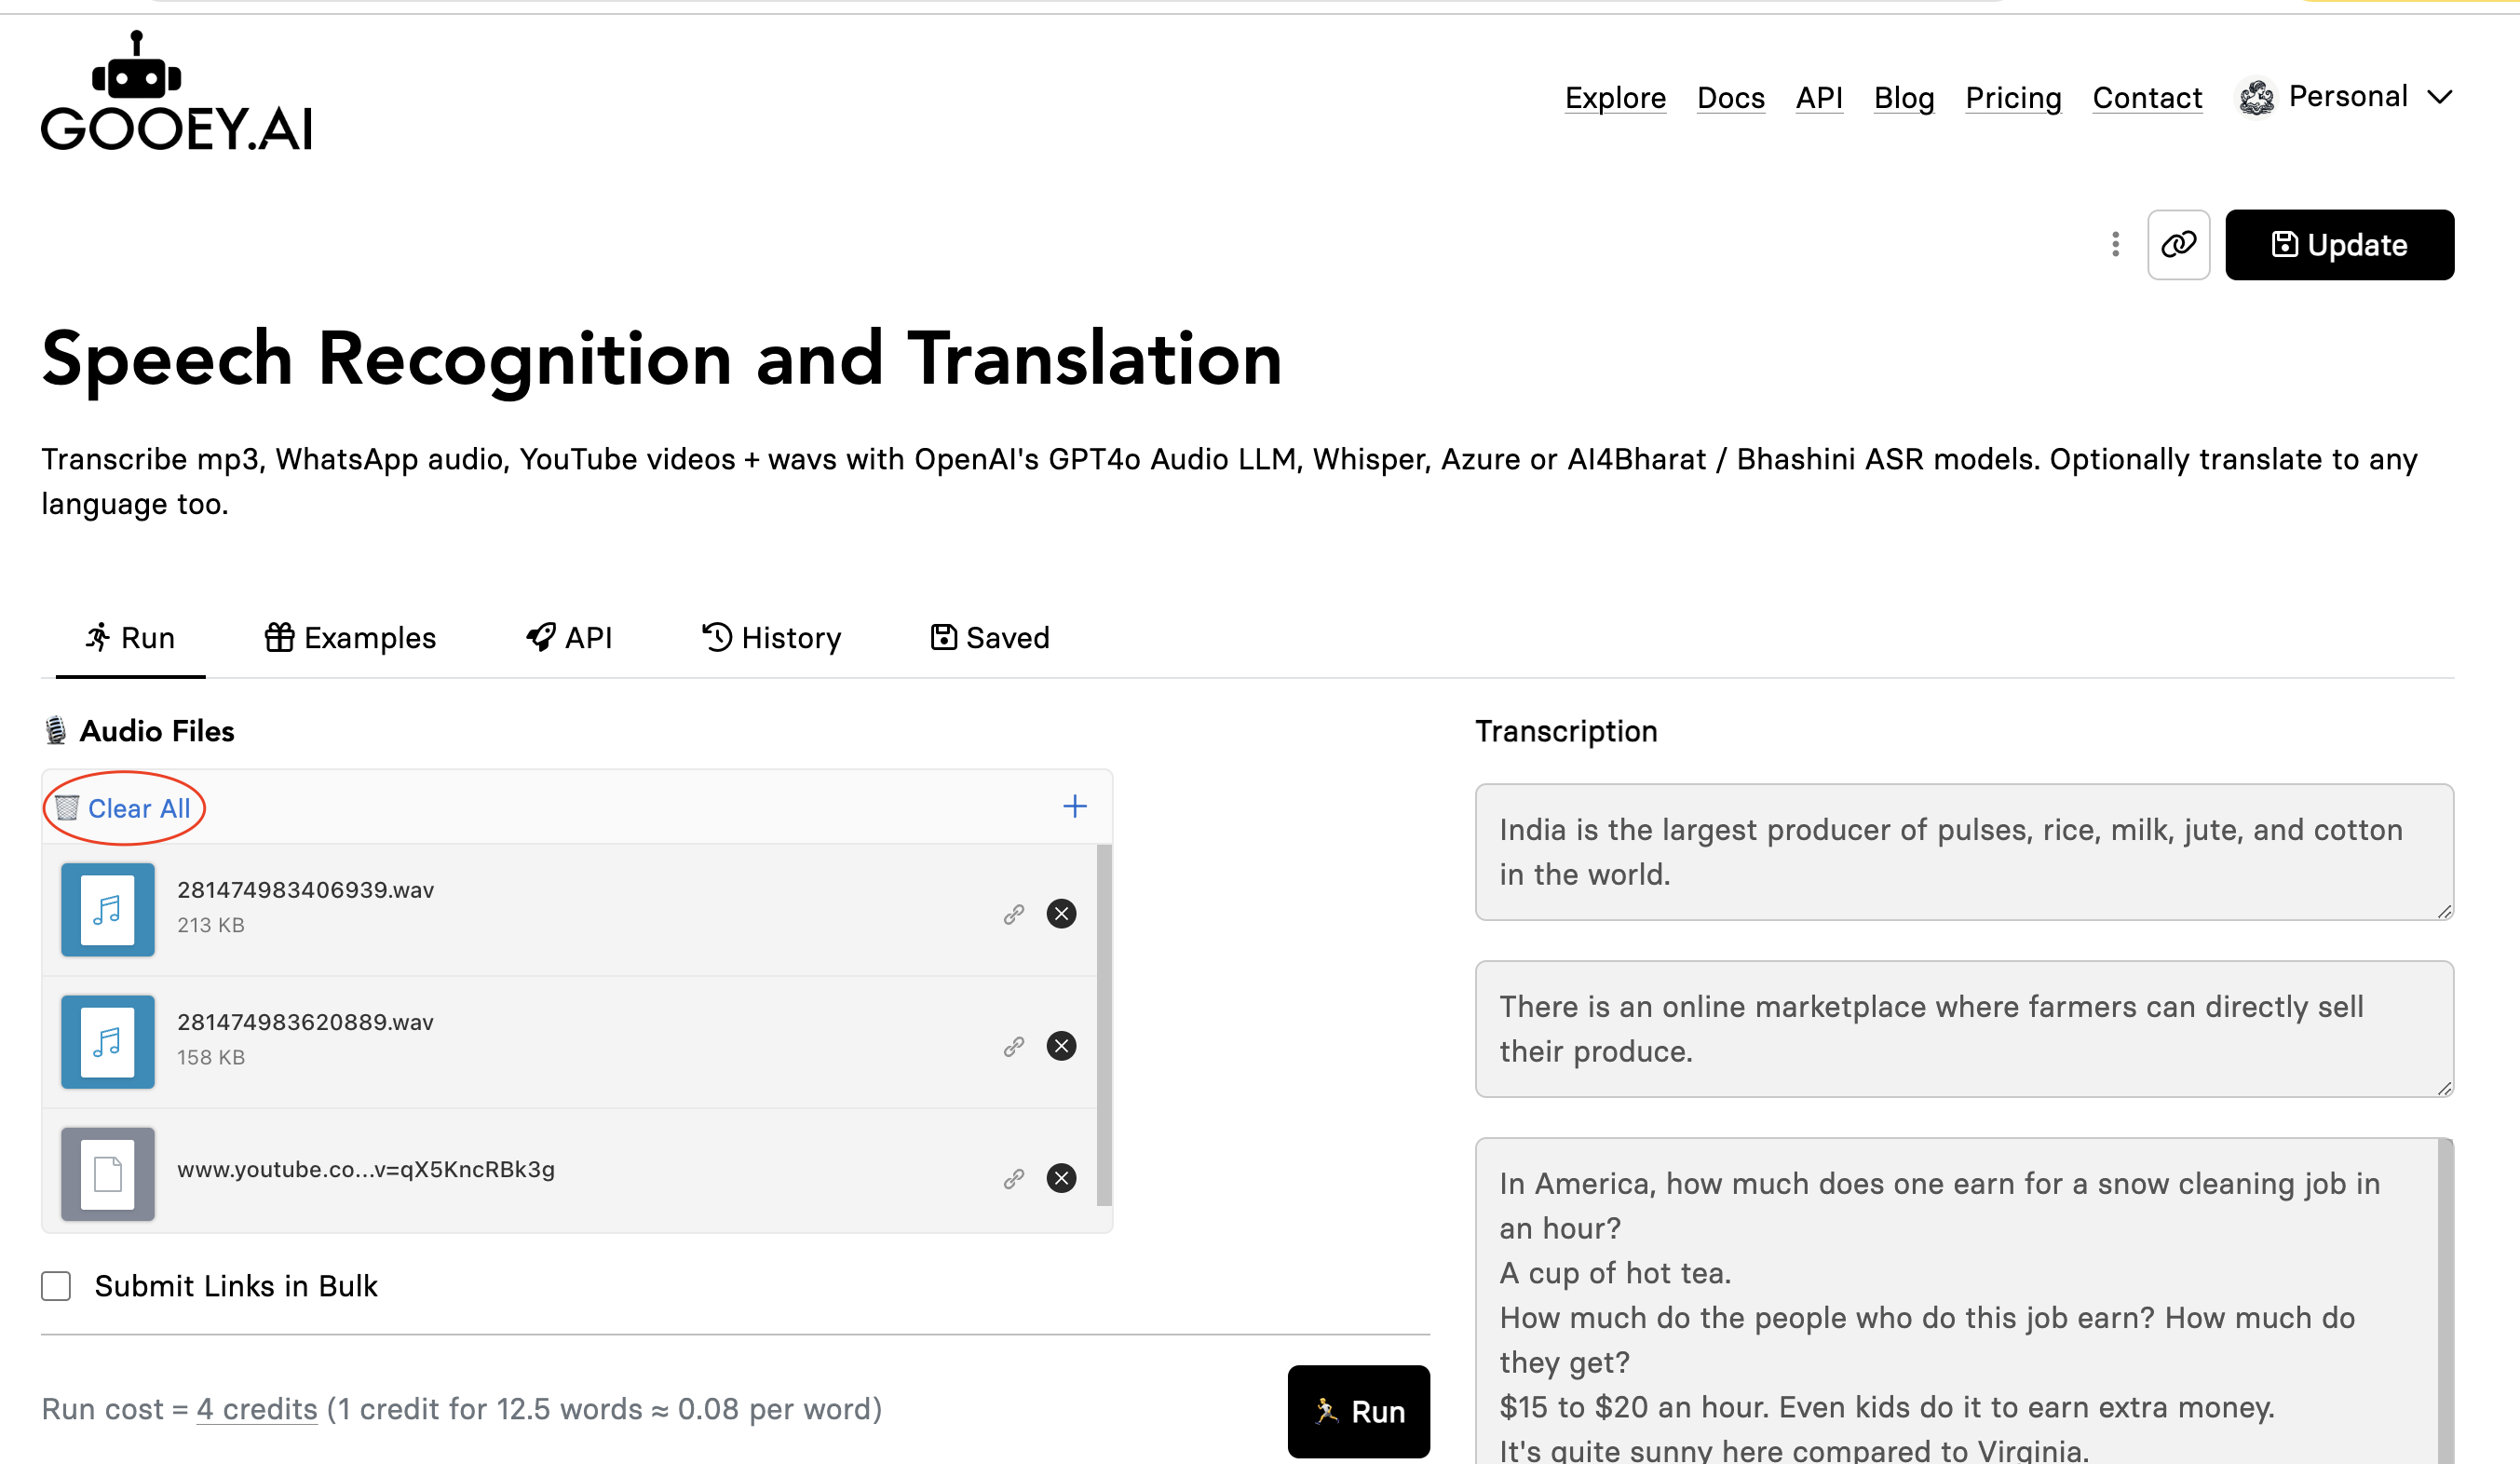 GOOEY.AI
Explore Docs API Blog Pricing Contact Personal
Update
Speech Recognition and Translation
Transcribe mp3, WhatsApp audio, YouTube videos + wavs with OpenAI's GPT4o Audio LLM, Whisper, Azure or AI4Bharat / Bhashini ASR models. Optionally translate to any
language too.
Run Examples API History Saved
Audio Files
Clear All
281474983406939.wav
213 KB
281474983620889.wav
158 KB
www.youtube.co...v=qX5KncRBk3g
Submit Links in Bulk
Run cost = 4 credits (1 credit for 12.5 words ≈ 0.08 per word)
Run
Transcription
India is the largest producer of pulses, rice, milk, jute, and cotton
in the world.
There is an online marketplace where farmers can directly sell
their produce.
In America, how much does one earn for a snow cleaning job in
an hour?
A cup of hot tea.
How much do the people who do this job earn? How much do
they get?
$15 to $20 an hour. Even kids do it to earn extra money.
It's quite sunny here compared to Virginia.